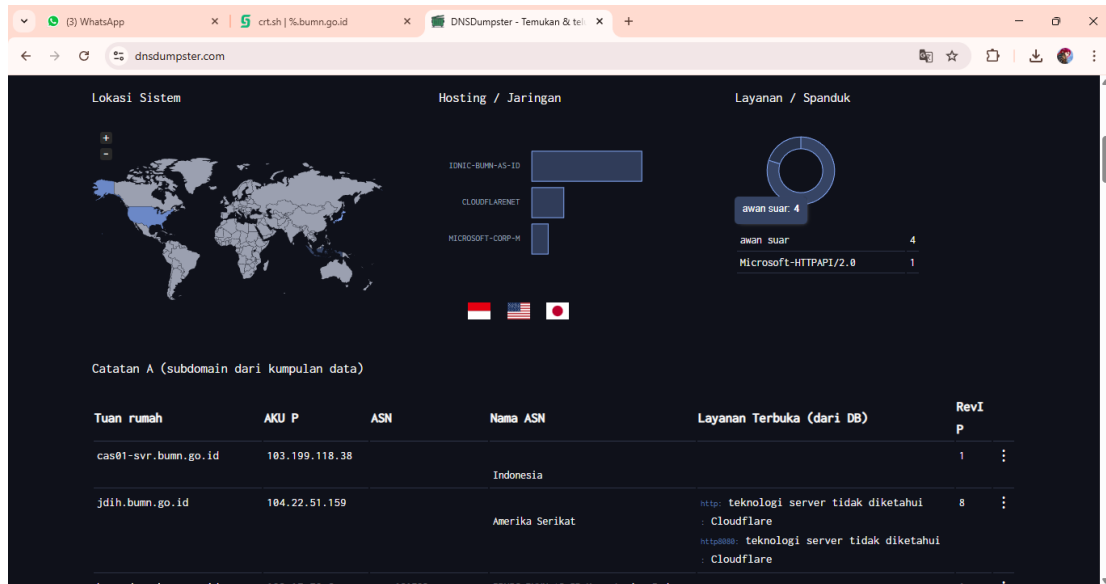 (3) WhatsApp
crt.sh | %.bumn.go.id
DNSDumpster - Temukan & tel
dnsdumpster.com
Lokasi Sistem
Hosting / Jaringan
Layanan / Spanduk
+
-
IONIC-BUMN-AS-ID
CLOUDFLARENET
MICROSOFT-CORP-M
awan suar: 4
awan suar 4
Microsoft-HTTPAPI/2.0 1
Catatan A (subdomain dari kumpulan data)
Tuan rumah AKU P ASN Nama ASN Layanan Terbuka (dari DB) RevI
P
cas01-svr.bumn.go.id 103.199.118.38 1
Indonesia
jdih.bumn.go.id 104.22.51.159 http: teknologi server tidak diketahui 8
Amerika Serikat : Cloudflare
http8080: teknologi server tidak diketahui
: Cloudflare